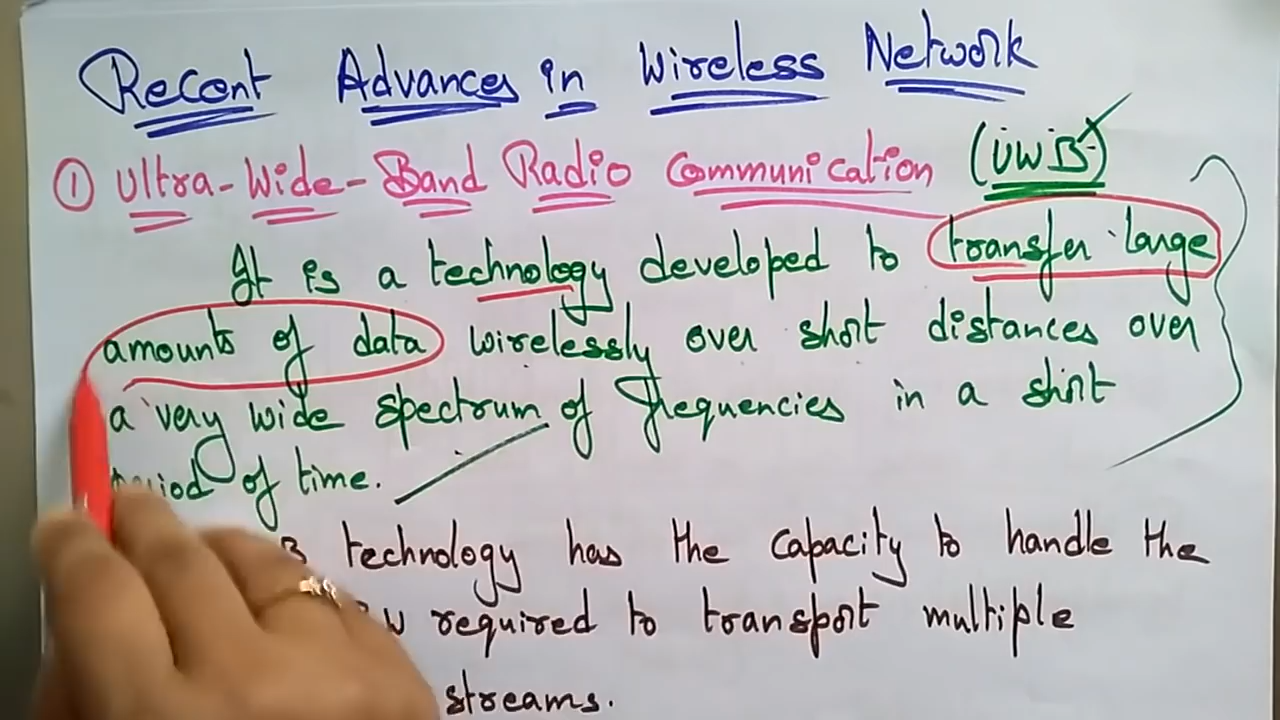 Recent Advances in Wireless Network
① Ultra-Wide-Band Radio Communication (UWB)
It is a technology developed to transfer large
amounts of data wirelessly over short distances over
a very wide spectrum of frequencies in a short
period of time.
technology has the capacity to handle the
required to transport multiple
streams.